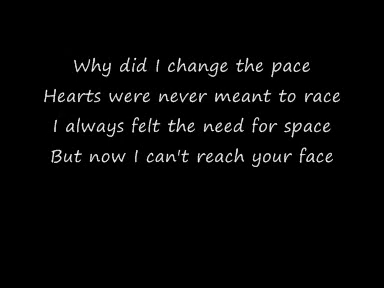 Why did I change the pace
Hearts were never meant to race
I always felt the need for space
But now I can't reach your face